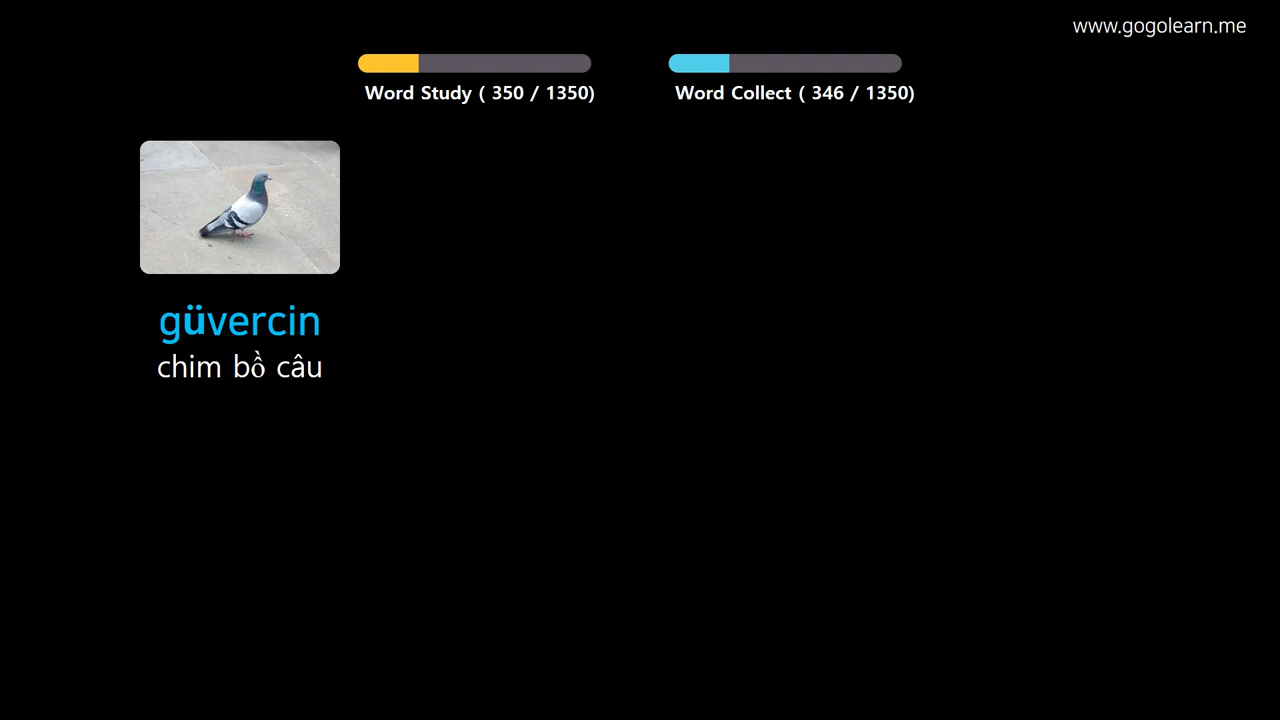 www.gogolearn.me
Word Study ( 350 / 1350)
Word Collect ( 346 / 1350)
güvercin
chim bồ câu